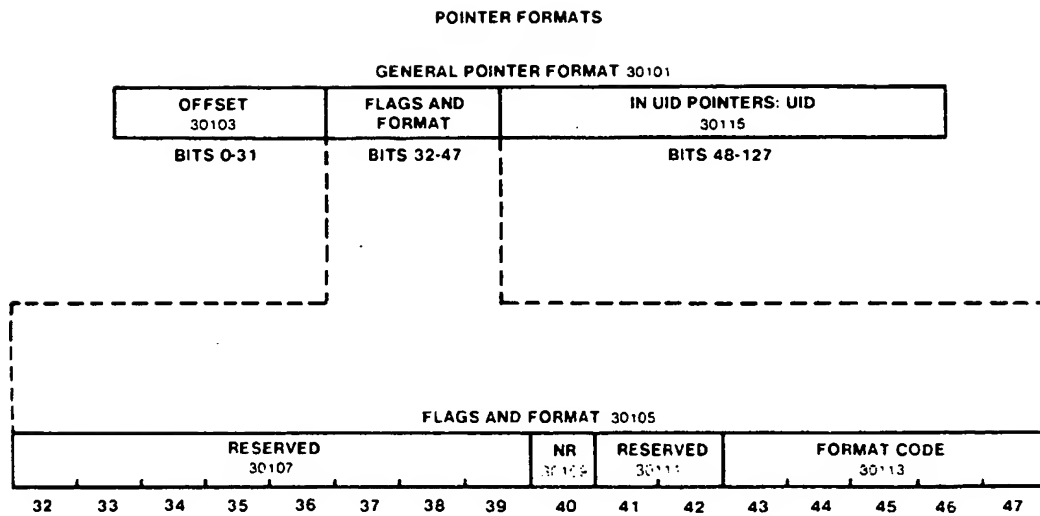 POINTER FORMATS
GENERAL POINTER FORMAT 30101
OFFSET
30103
FLAGS AND
FORMAT
IN UID POINTERS: UID
30115
BITS 0-31
BITS 32-47
BITS 48-127
FLAGS AND FORMAT 30105
RESERVED
30107
NR
30109
RESERVED
30111
FORMAT CODE
30113
32 33 34 35 36 37 38 39 40 41 42 43 44 45 46 47